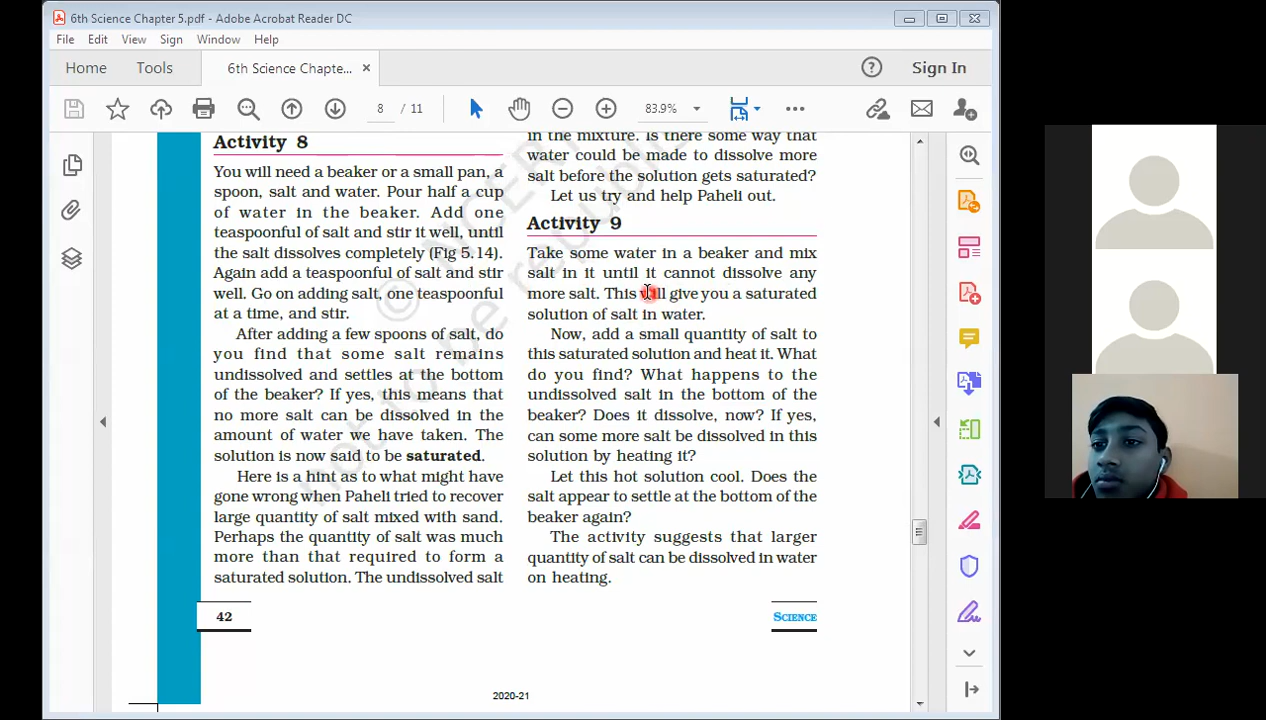 6th Science Chapter 5.pdf - Adobe Acrobat Reader DC
File Edit View Sign Window Help
Home Tools 6th Science Chapte... ×
Sign In
8 / 11 83.9%
Activity 8
You will need a beaker or a small pan, a
spoon, salt and water. Pour half a cup
of water in the beaker. Add one
teaspoonful of salt and stir it well, until
the salt dissolves completely (Fig 5.14).
Again add a teaspoonful of salt and stir
well. Go on adding salt, one teaspoonful
at a time, and stir.
After adding a few spoons of salt, do
you find that some salt remains
undissolved and settles at the bottom
of the beaker? If yes, this means that
no more salt can be dissolved in the
amount of water we have taken. The
solution is now said to be saturated.
Here is a hint as to what might have
gone wrong when Paheli tried to recover
large quantity of salt mixed with sand.
Perhaps the quantity of salt was much
more than that required to form a
saturated solution. The undissolved salt
in the mixture. Is there some way that
water could be made to dissolve more
salt before the solution gets saturated?
Let us try and help Paheli out.
Activity 9
Take some water in a beaker and mix
salt in it until it cannot dissolve any
more salt. This will give you a saturated
solution of salt in water.
Now, add a small quantity of salt to
this saturated solution and heat it. What
do you find? What happens to the
undissolved salt in the bottom of the
beaker? Does it dissolve, now? If yes,
can some more salt be dissolved in this
solution by heating it?
Let this hot solution cool. Does the
salt appear to settle at the bottom of the
beaker again?
The activity suggests that larger
quantity of salt can be dissolved in water
on heating.
42
SCIENCE
2020-21
© NCERT
not to be republis